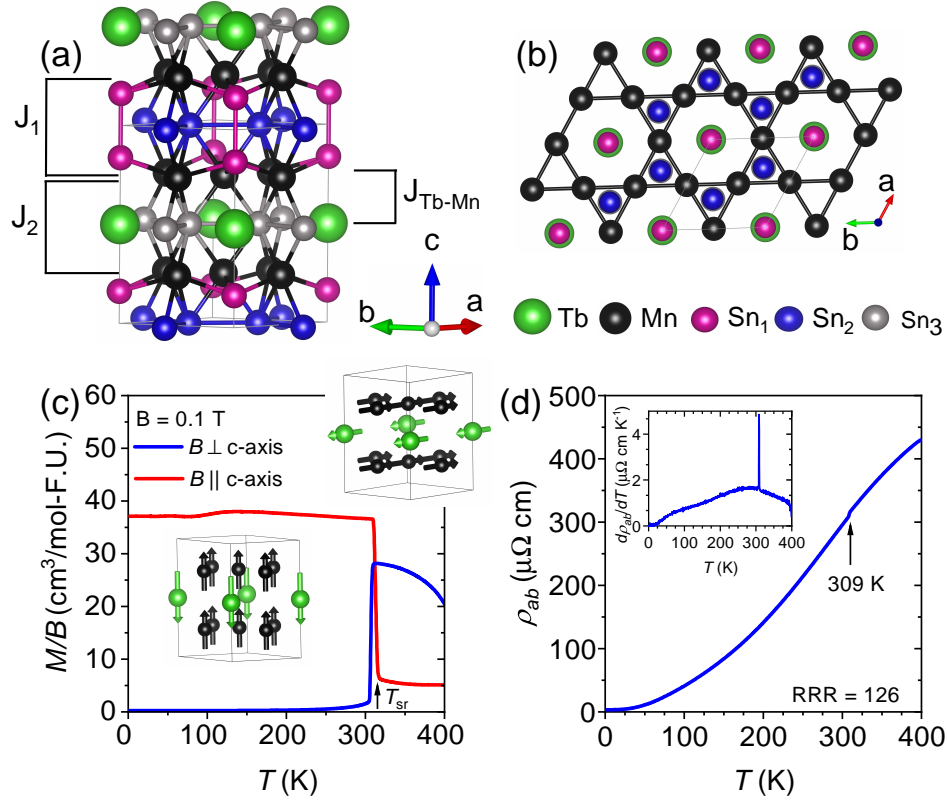 (a)
J1
J2
JTb-Mn
c
b
a
(b)
a
b
Tb
Mn
Sn1
Sn2
Sn3
(c)
B = 0.1 T
B ⊥ c-axis
B || c-axis
M/B (cm³/mol-F.U.)
60
50
40
30
20
10
0
Tsr
0
100
200
300
400
T (K)
(d)
ρab (μΩ cm)
500
400
300
200
100
0
dρab/dT (μΩ cm K⁻¹)
4
2
0
0
100
200
300
400
T (K)
309 K
RRR = 126
0
100
200
300
400
T (K)